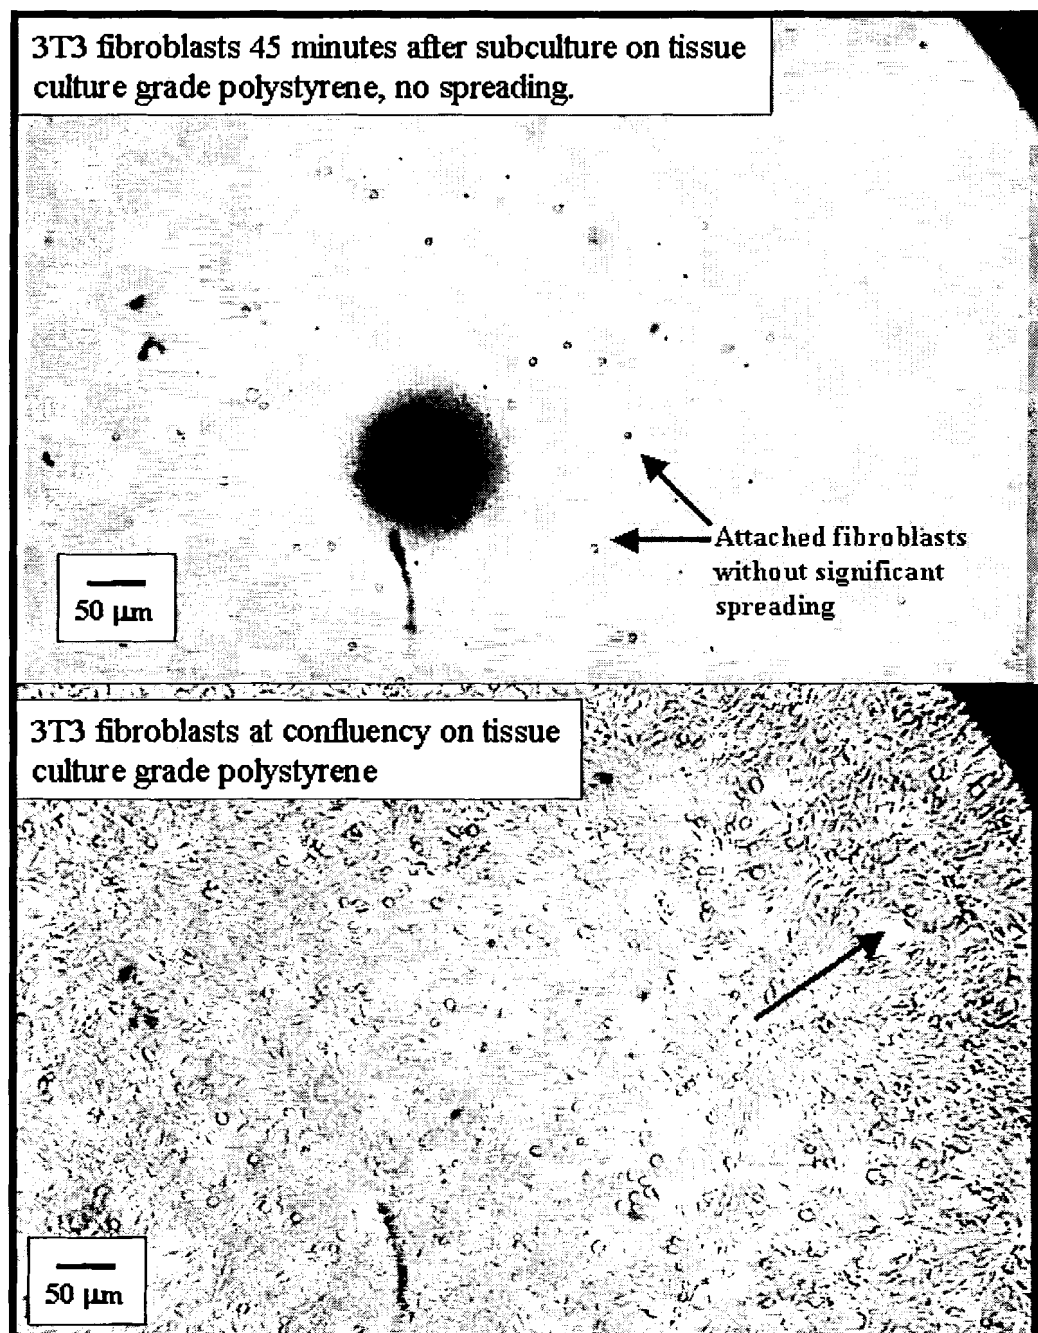 3T3 fibroblasts 45 minutes after subculture on tissue
culture grade polystyrene, no spreading.
Attached fibroblasts
without significant
spreading
50 μm
3T3 fibroblasts at confluency on tissue
culture grade polystyrene
50 μm